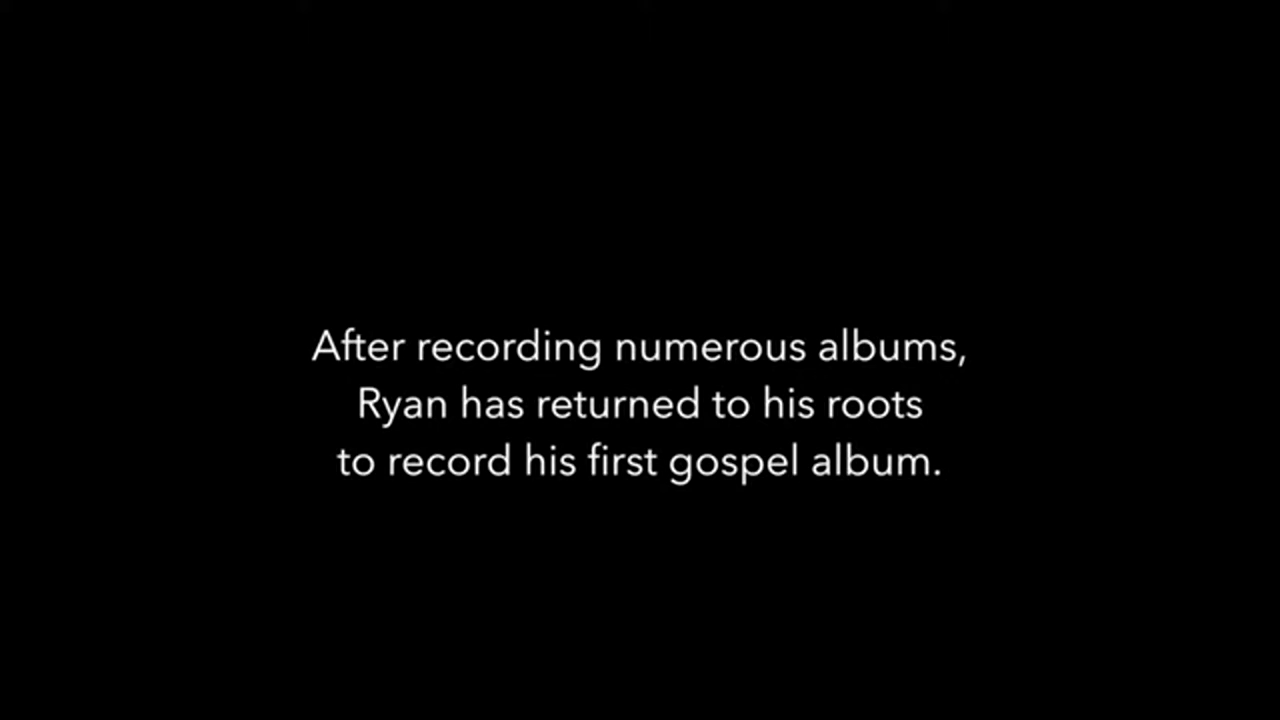 After recording numerous albums,
Ryan has returned to his roots
to record his first gospel album.